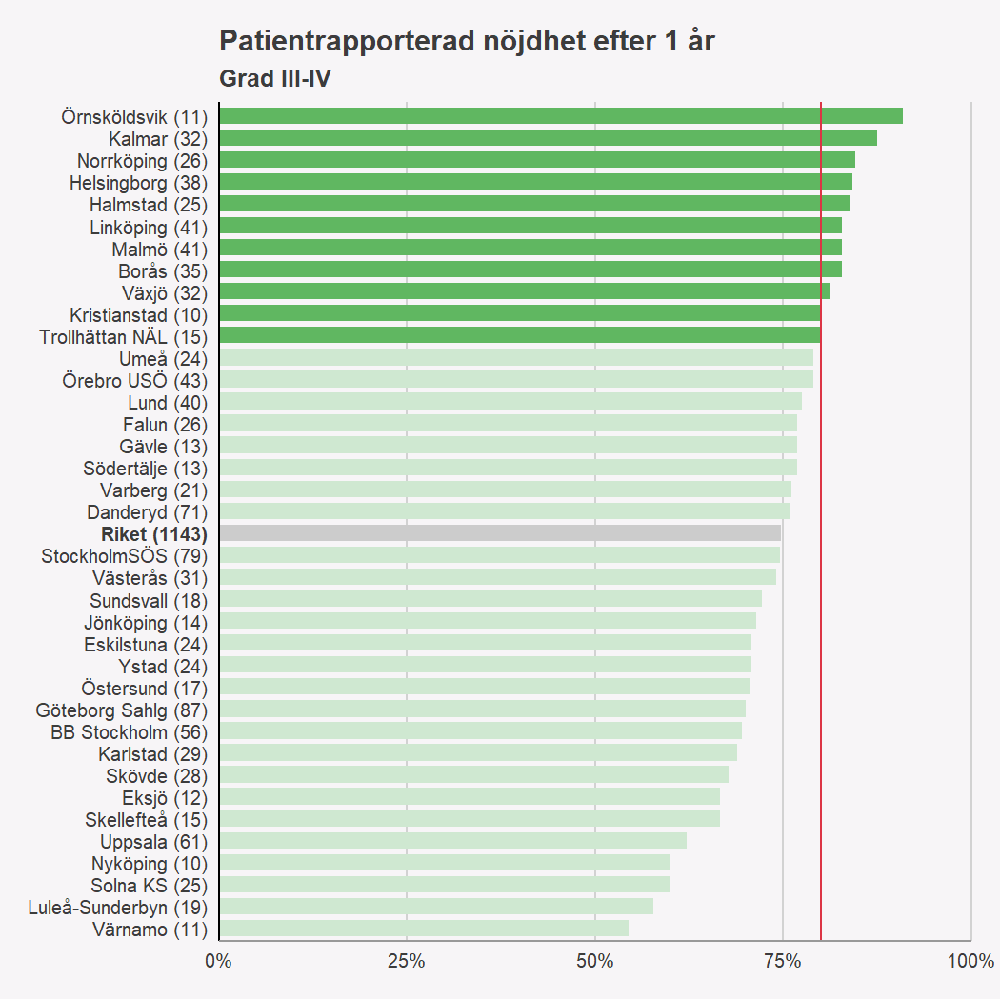 Patientrapporterad nöjdhet efter 1 år
Grad III-IV
Örnsköldsvik (11)
Kalmar (32)
Norrköping (26)
Helsingborg (38)
Halmstad (25)
Linköping (41)
Malmö (41)
Borås (35)
Växjö (32)
Kristianstad (10)
Trollhättan NÄL (15)
Umeå (24)
Örebro USÖ (43)
Lund (40)
Falun (26)
Gävle (13)
Södertälje (13)
Varberg (21)
Danderyd (71)
Riket (1143)
StockholmSÖS (79)
Västerås (31)
Sundsvall (18)
Jönköping (14)
Eskilstuna (24)
Ystad (24)
Östersund (17)
Göteborg Sahlg (87)
BB Stockholm (56)
Karlstad (29)
Skövde (28)
Eksjö (12)
Skellefteå (15)
Uppsala (61)
Nyköping (10)
Solna KS (25)
Luleå-Sunderbyn (19)
Värnamo (11)
0% 25% 50% 75% 100%